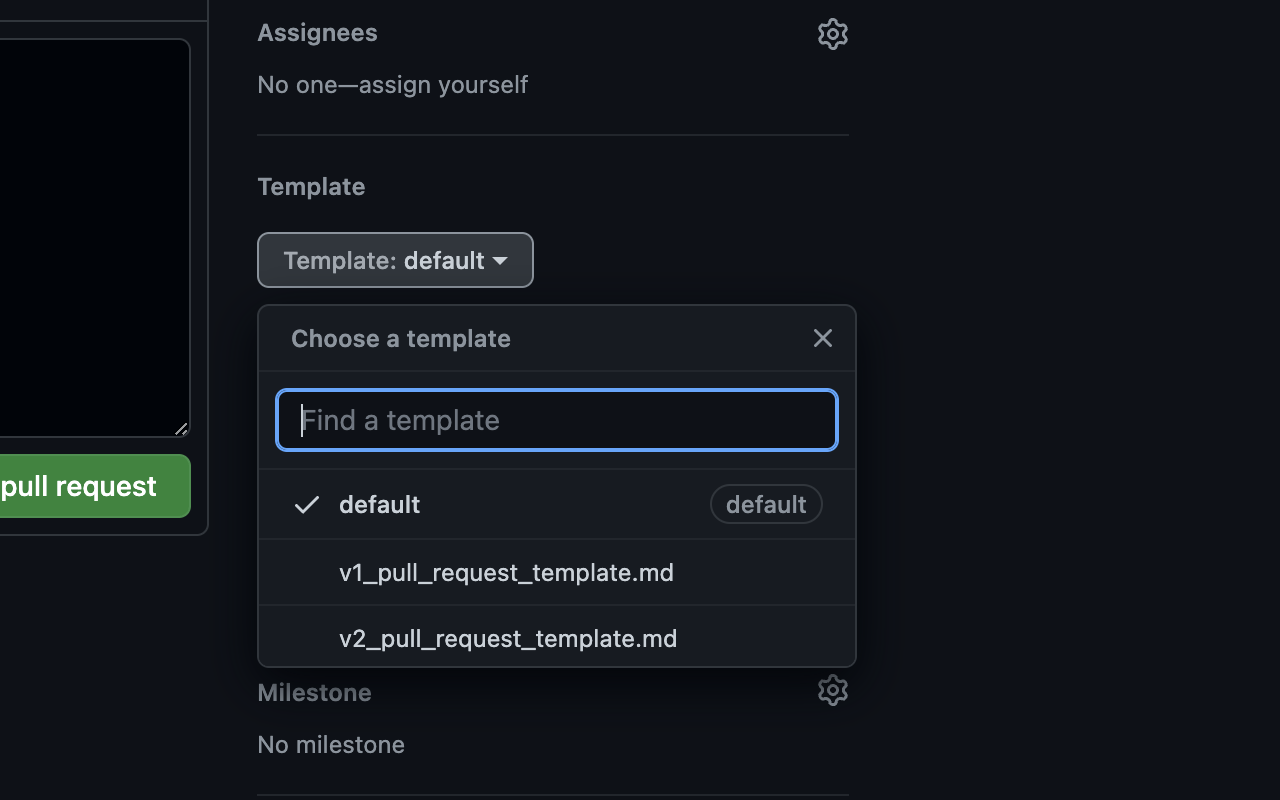 Assignees
No one—assign yourself
Template
Template: default
Choose a template
Find a template
default default
pull request
v1_pull_request_template.md
v2_pull_request_template.md
Milestone
No milestone